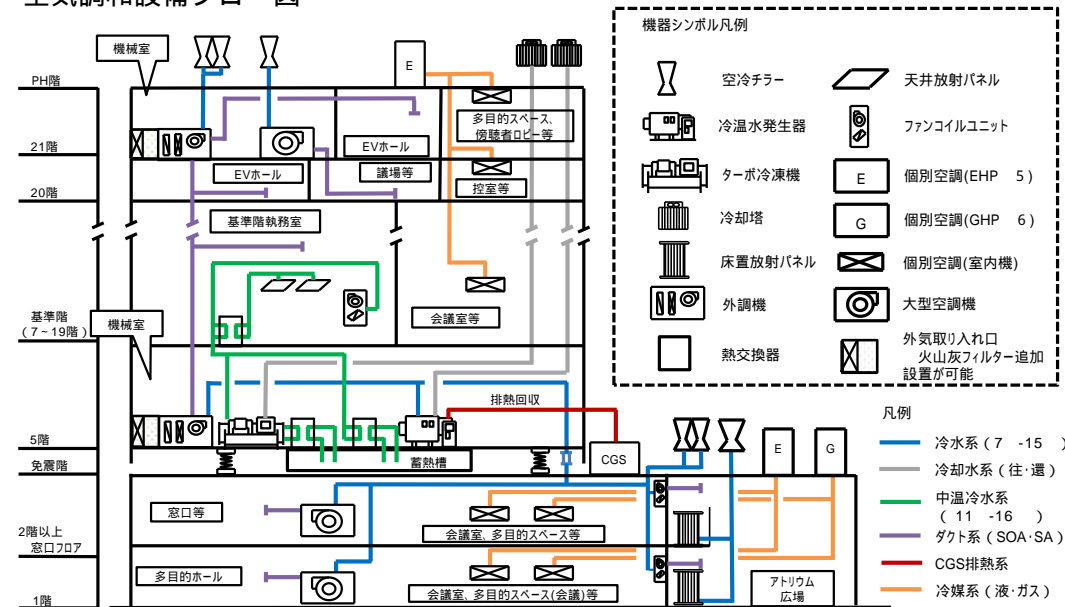 機器シンボル凡例
空冷チラー
天井放射パネル
冷温水発生器
ファンコイルユニット
ターボ冷凍機
E
個別空調(EHP 5)
冷却塔
G
個別空調(GHP 6)
床置放射パネル
個別空調(室内機)
外調機
大型空調機
熱交換器
外気取り入れ口
火山灰フィルター追加
設置が可能
機械室
E
PH階
多目的スペース、
傍聴者ロビー等
EVホール
21階
EVホール
議場等
控室等
20階
基準階執務室
基準階
(7~19階)
機械室
会議室等
排熱回収
5階
蓄熱槽
CGS
免震階
E
G
窓口等
2階以上
窓口フロア
会議室、多目的スペース等
多目的ホール
会議室、多目的スペース(会議)等
アトリウム
広場
1階
凡例
冷水系(7 -15 )
冷却水系(往・還)
中温冷水系
( 11 -16 )
ダクト系(SOA・SA)
CGS排熱系
冷媒系(液・ガス)